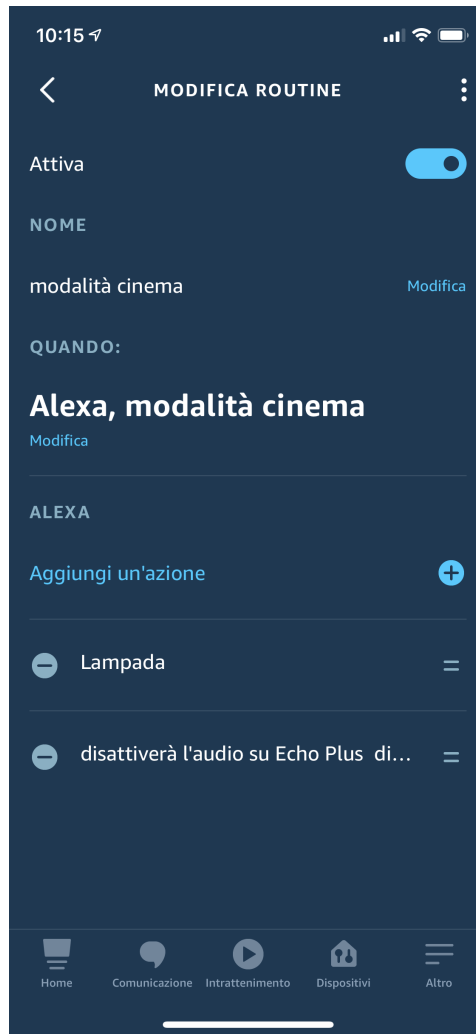 10:15
MODIFICA ROUTINE
Attiva
NOME
modalità cinema Modifica
QUANDO:
Alexa, modalità cinema
Modifica
ALEXA
Aggiungi un'azione
Lampada
disattiverà l'audio su Echo Plus di...
Home Comunicazione Intrattenimento Dispositivi Altro